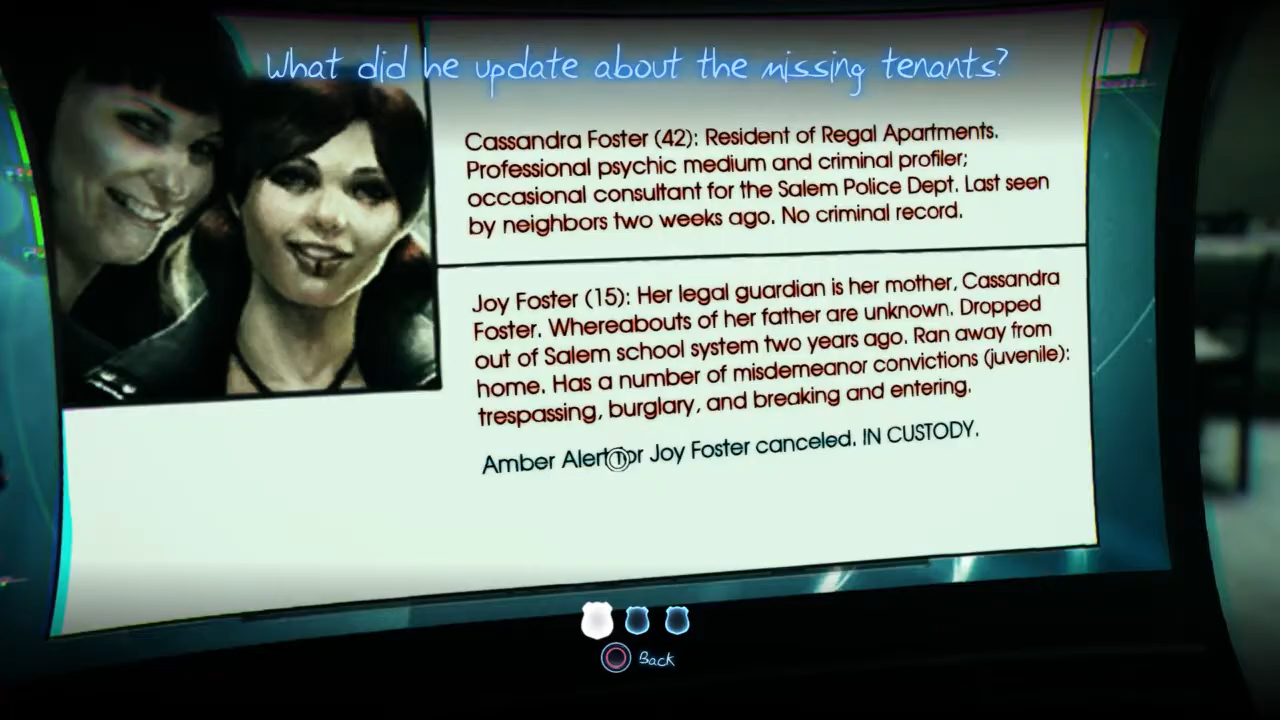 What did he update about the missing tenants?
Cassandra Foster (42): Resident of Regal Apartments.
Professional psychic medium and criminal profiler;
occasional consultant for the Salem Police Dept. Last seen
by neighbors two weeks ago. No criminal record.
Joy Foster (15): Her legal guardian is her mother, Cassandra
Foster. Whereabouts of her father are unknown. Dropped
out of Salem school system two years ago. Ran away from
home. Has a number of misdemeanor convictions (juvenile):
trespassing, burglary, and breaking and entering.
Amber Alert for Joy Foster canceled. IN CUSTODY.
Back